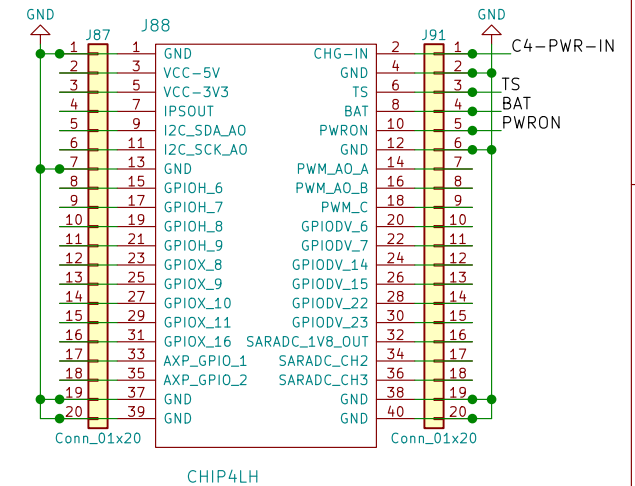 GND GND
J87 J88 J91
1 1 GND CHG-IN 2 1 C4-PWR-IN
2 3 VCC-5V GND 4 2
3 5 VCC-3V3 TS 6 3 TS
4 7 IPSOUT BAT 8 4 BAT
5 9 I2C_SDA_AO PWRON 10 5 PWRON
6 11 I2C_SCK_AO GND 12 6
7 13 GND PWM_AO_A 14 7
8 15 GPIOH_6 PWM_AO_B 16 8
9 17 GPIOH_7 PWM_C 18 9
10 19 GPIOH_8 GPIODV_6 20 10
11 21 GPIOH_9 GPIODV_7 22 11
12 23 GPIOX_8 GPIODV_14 24 12
13 25 GPIOX_9 GPIODV_15 26 13
14 27 GPIOX_10 GPIODV_22 28 14
15 29 GPIOX_11 GPIODV_23 30 15
16 31 GPIOX_16 SARADC_1V8_OUT 32 16
17 33 AXP_GPIO_1 SARADC_CH2 34 17
18 35 AXP_GPIO_2 SARADC_CH3 36 18
19 37 GND GND 38 19
20 39 GND GND 40 20
Conn_01x20 Conn_01x20
CHIP4LH